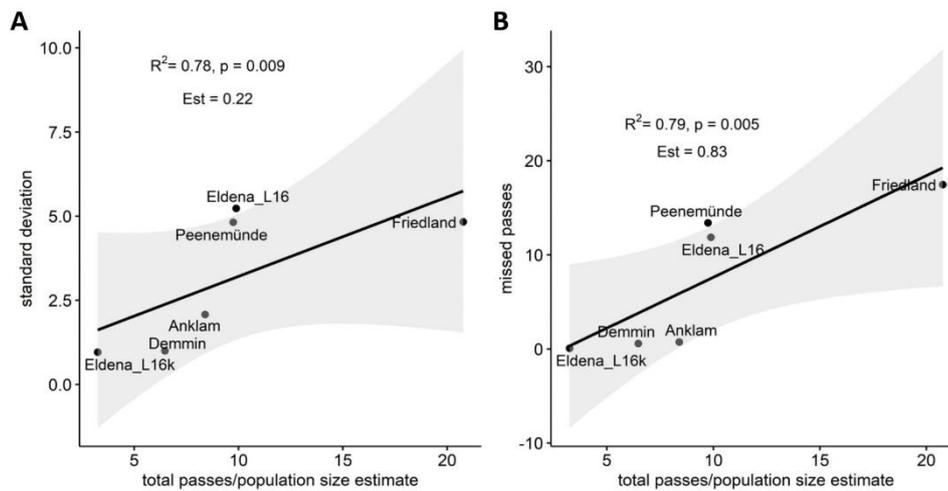 A
10.0
7.5
5.0
2.5
0.0
standard deviation
R2= 0.78, p = 0.009
Est = 0.22
Eldena_L16
Peenemünde
Friedland
Anklam
Demmin
Eldena_L16k
5 10 15 20
total passes/population size estimate
B
30
20
10
0
-10
missed passes
R2= 0.79, p = 0.005
Est = 0.83
Friedland
Peenemünde
Eldena_L16
Demmin Anklam
Eldena_L16k
5 10 15 20
total passes/population size estimate